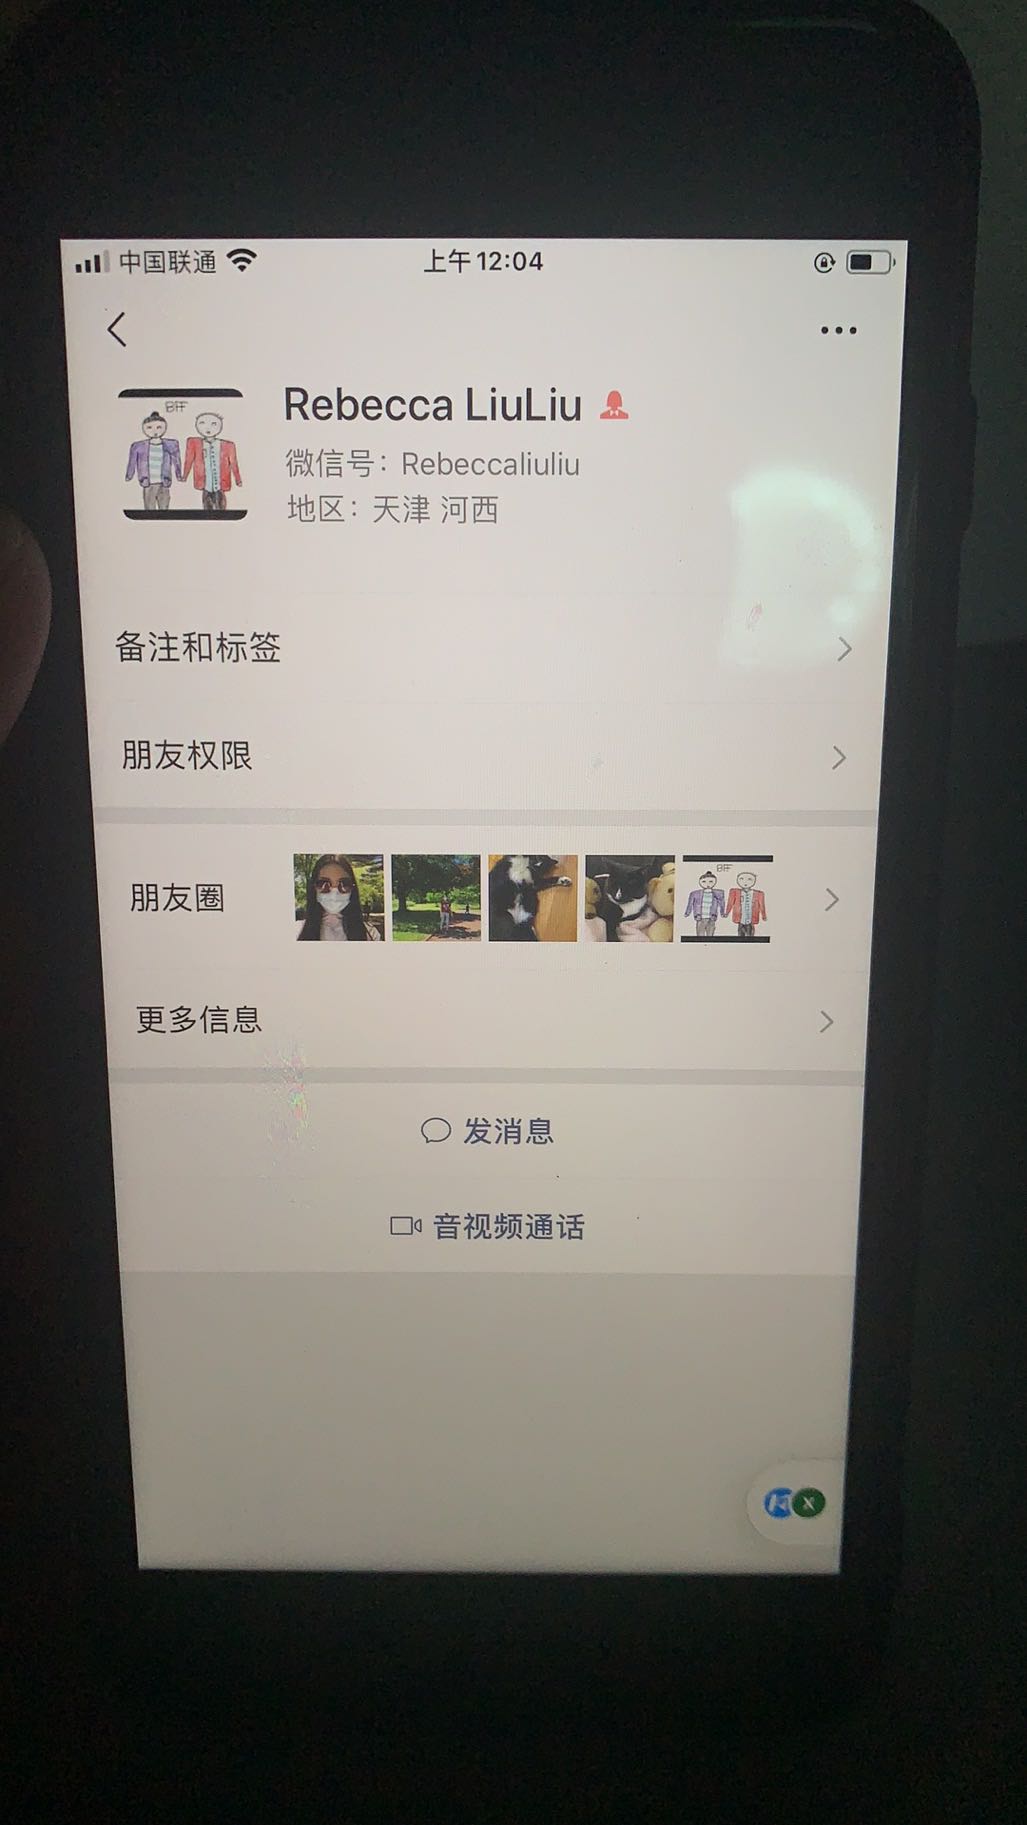 中国联通 上午12:04
BFF
Rebecca LiuLiu
微信号：Rebeccaliuliu
地区：天津 河西
备注和标签
朋友权限
朋友圈
BFF
更多信息
发消息
音视频通话